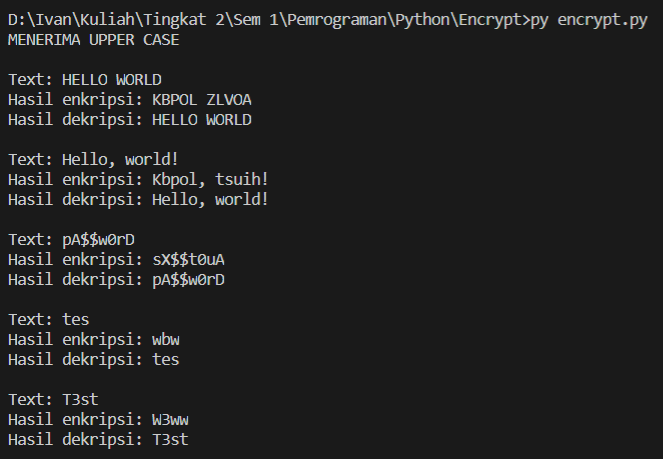 D:\Ivan\Kuliah\Tingkat 2\Sem 1\Pemrograman\Python\Encrypt>py encrypt.py
MENERIMA UPPER CASE
Text: HELLO WORLD
Hasil enkripsi: KBPOL ZLVOA
Hasil dekripsi: HELLO WORLD
Text: Hello, world!
Hasil enkripsi: Kbpol, tsuih!
Hasil dekripsi: Hello, world!
Text: pA$$w0rD
Hasil enkripsi: sX$$t0uA
Hasil dekripsi: pA$$w0rD
Text: tes
Hasil enkripsi: wbw
Hasil dekripsi: tes
Text: T3st
Hasil enkripsi: W3ww
Hasil dekripsi: T3st